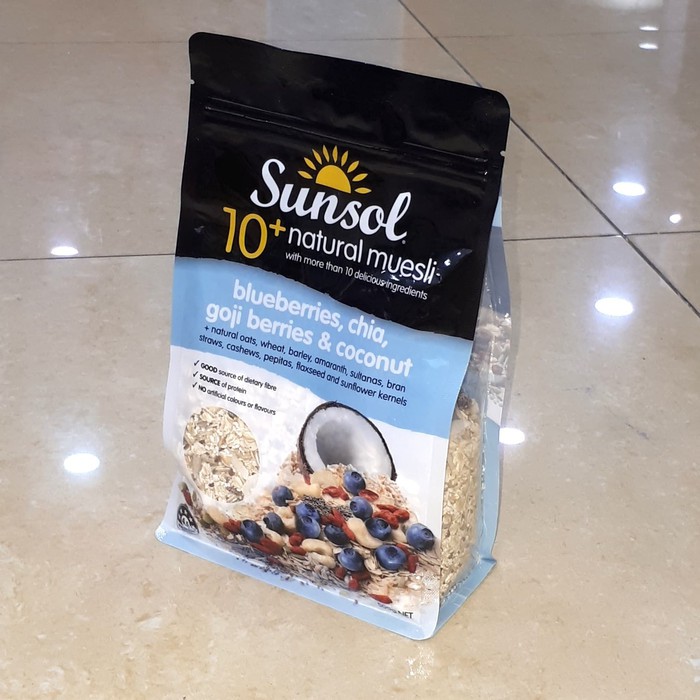 Sunsol
10+ natural muesli
with more than 10 delicious ingredients
blueberries, chia,
goji berries & coconut
+ natural oats, wheat, barley, amaranth, sultanas, bran
straws, cashews, pepitas, flaxseed and sunflower kernels
✓ GOOD source of dietary fibre
✓ SOURCE of protein
✓ NO artificial colours or flavours
NET